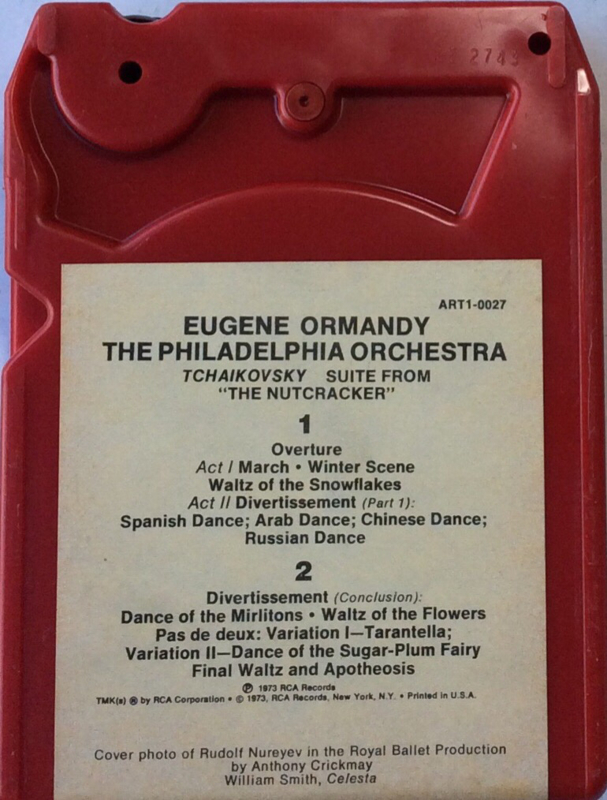 2743
ART1-0027
EUGENE ORMANDY
THE PHILADELPHIA ORCHESTRA
TCHAIKOVSKY SUITE FROM
"THE NUTCRACKER"
1
Overture
Act I March • Winter Scene
Waltz of the Snowflakes
Act II Divertissement (Part 1):
Spanish Dance; Arab Dance; Chinese Dance;
Russian Dance
2
Divertissement (Conclusion):
Dance of the Mirlitons • Waltz of the Flowers
Pas de deux: Variation I—Tarantella;
Variation II—Dance of the Sugar-Plum Fairy
Final Waltz and Apotheosis
℗ 1973 RCA Records
TMK(s) ® by RCA Corporation • © 1973, RCA Records, New York, N.Y. • Printed in U.S.A.
Cover photo of Rudolf Nureyev in the Royal Ballet Production
by Anthony Crickmay
William Smith, Celesta